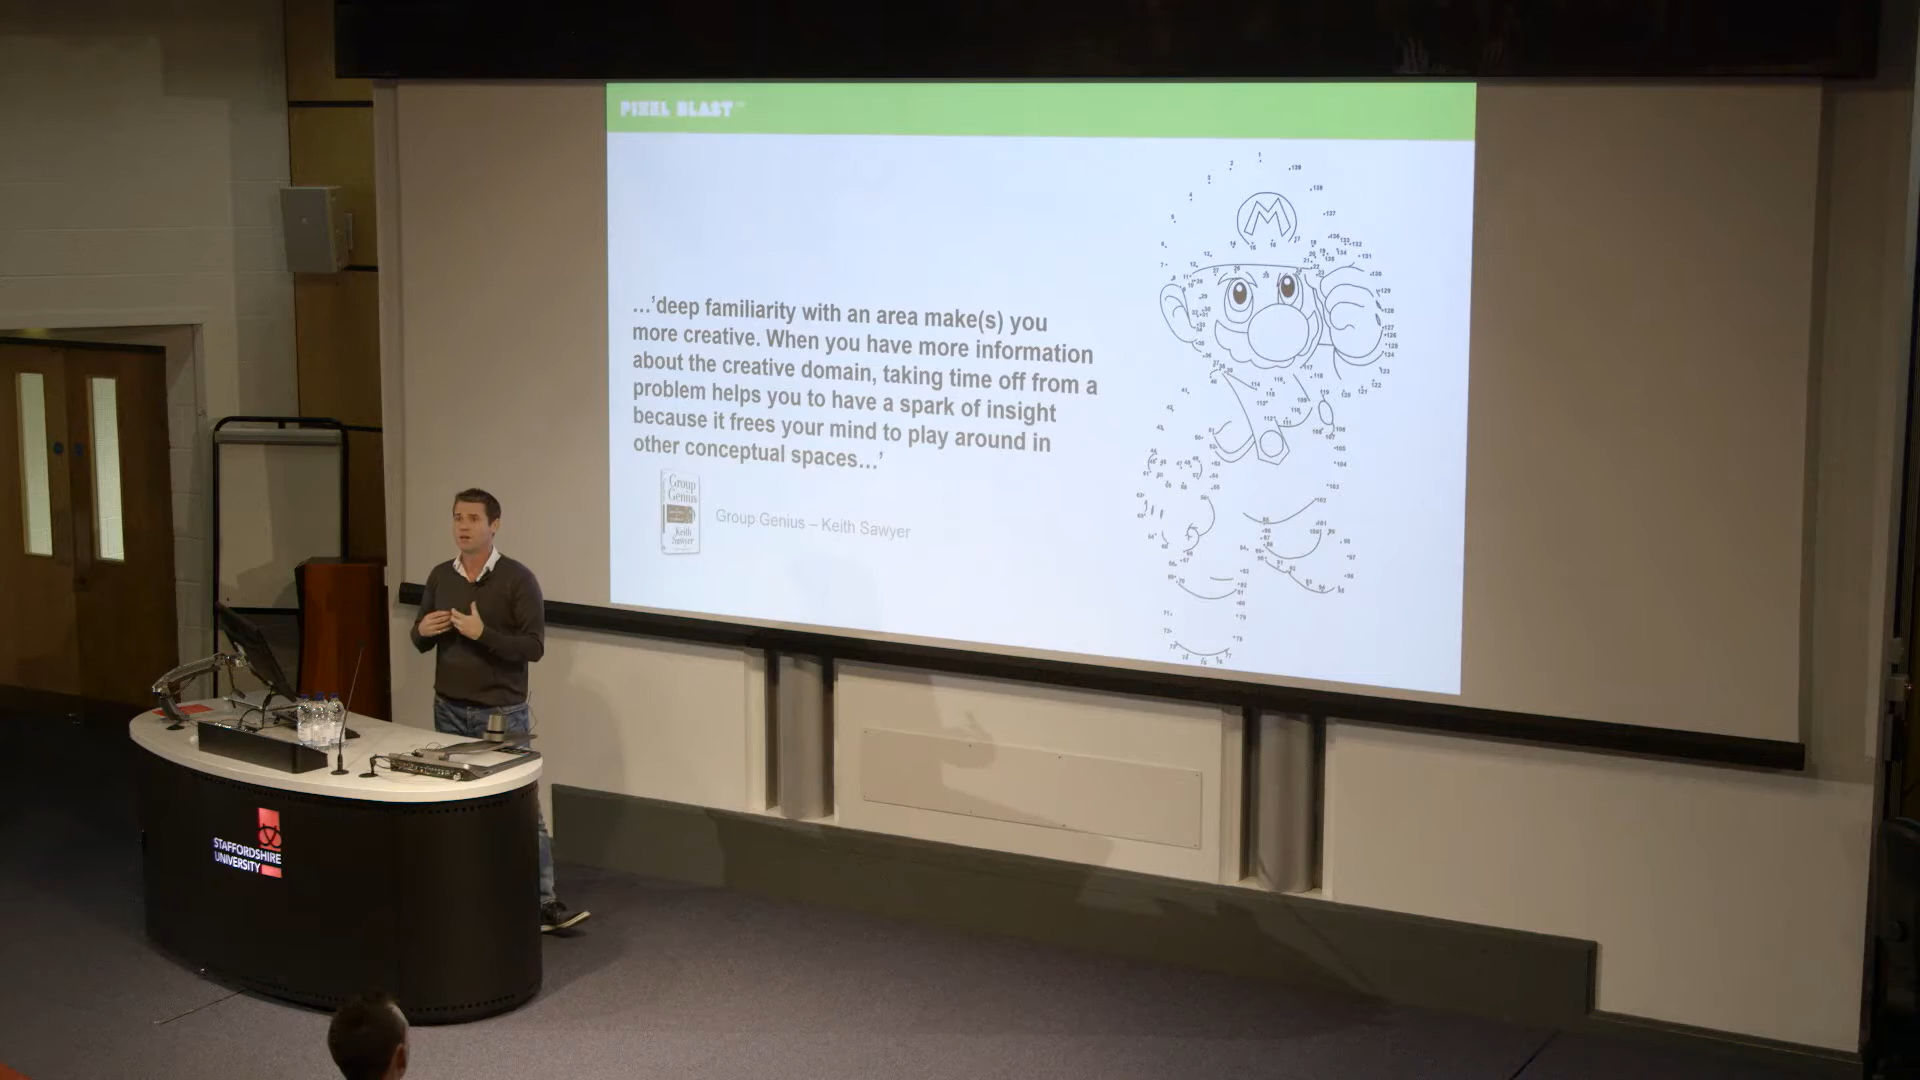 PIXEL BLAST
M
...'deep familiarity with an area make(s) you
more creative. When you have more information
about the creative domain, taking time off from a
problem helps you to have a spark of insight
because it frees your mind to play around in
other conceptual spaces...'
Group
Genius
Keith
Sawyer
Group Genius – Keith Sawyer
STAFFORDSHIRE
UNIVERSITY